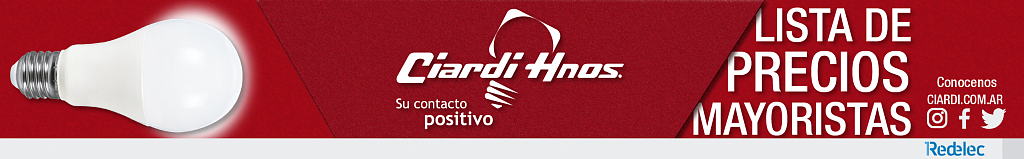 Ciardi Hnos.
Su contacto
positivo
LISTA DE
PRECIOS
MAYORISTAS
Conocenos
CIARDI.COM.AR
Redelec